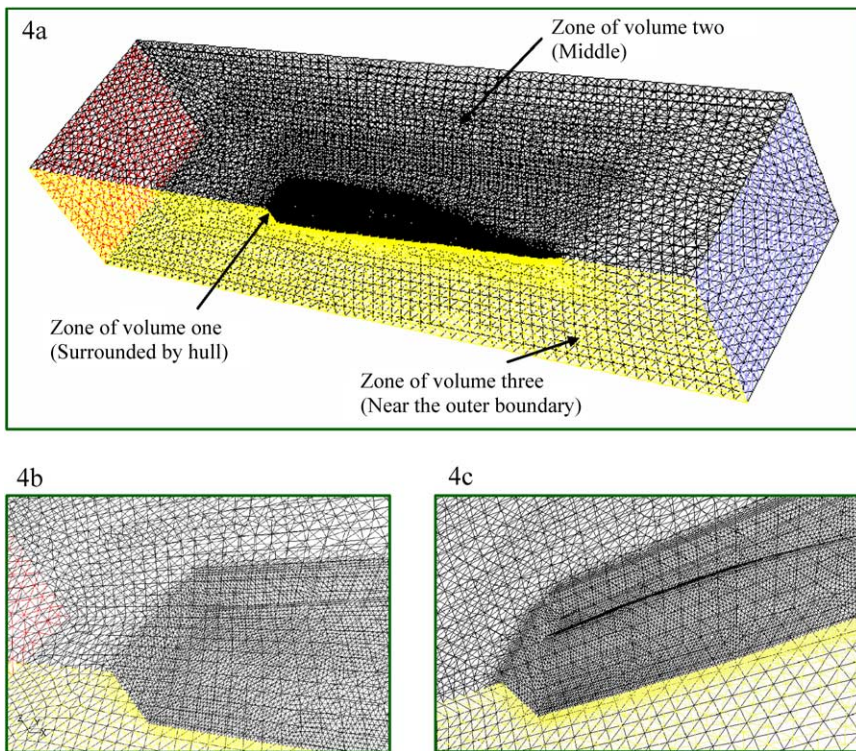 4a
Zone of volume two
(Middle)
Zone of volume one
(Surrounded by hull)
Zone of volume three
(Near the outer boundary)
4b
4c